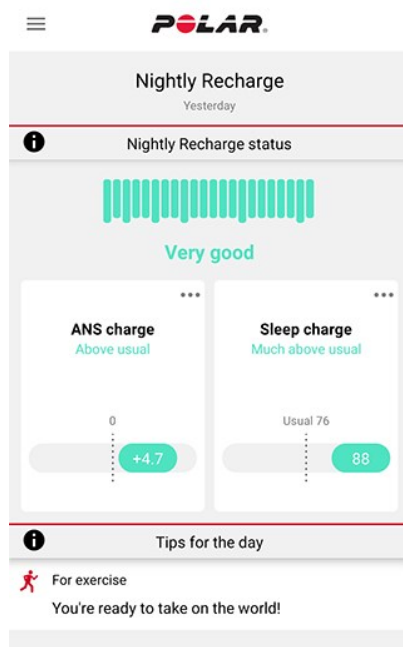 POLAR.
Nightly Recharge
Yesterday
Nightly Recharge status
Very good
ANS charge
Above usual
0
+4.7
Sleep charge
Much above usual
Usual 76
88
Tips for the day
For exercise
You're ready to take on the world!